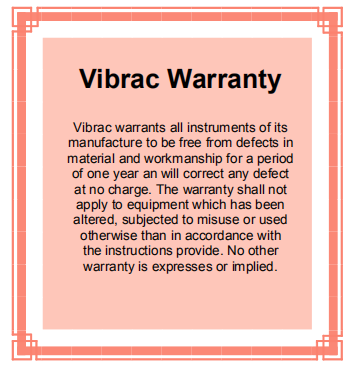 Vibrac Warranty
Vibrac warrants all instruments of its
manufacture to be free from defects in
material and workmanship for a period
of one year an will correct any defect
at no charge. The warranty shall not
apply to equipment which has been
altered, subjected to misuse or used
otherwise than in accordance with
the instructions provide. No other
warranty is expresses or implied.